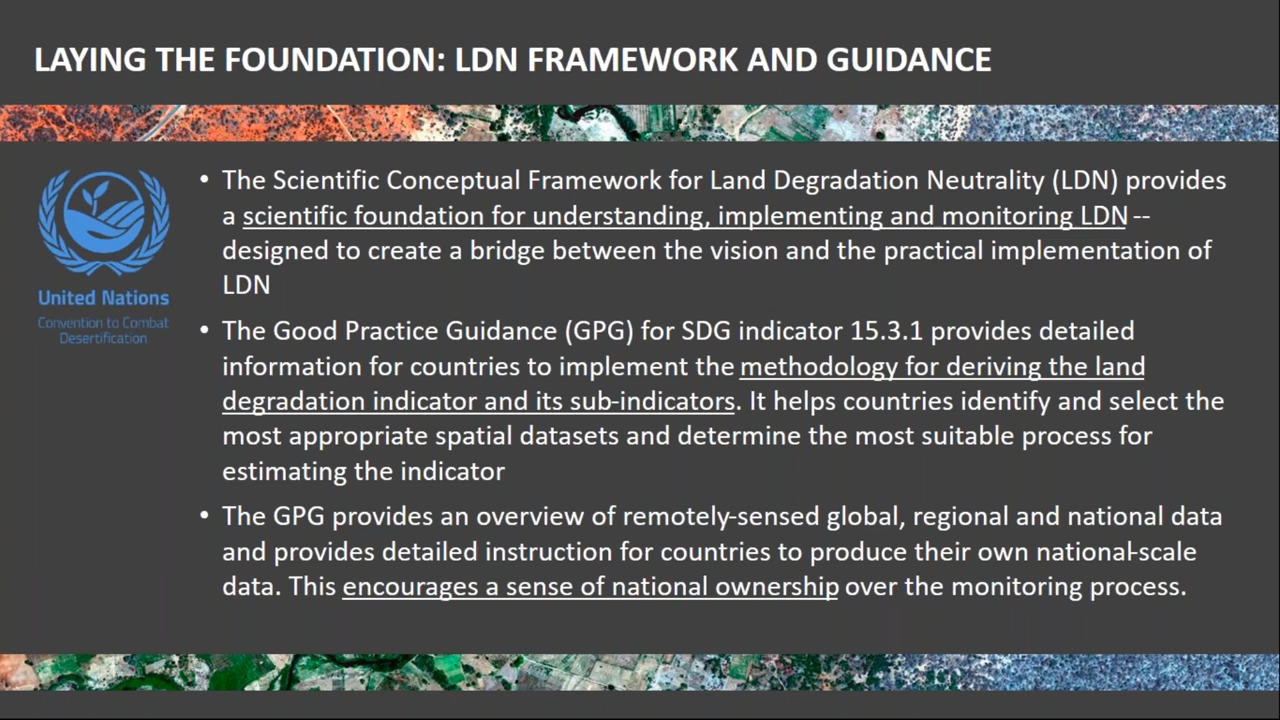 LAYING THE FOUNDATION: LDN FRAMEWORK AND GUIDANCE
United Nations
Convention to Combat
Desertification
• The Scientific Conceptual Framework for Land Degradation Neutrality (LDN) provides
a scientific foundation for understanding, implementing and monitoring LDN --
designed to create a bridge between the vision and the practical implementation of
LDN
• The Good Practice Guidance (GPG) for SDG indicator 15.3.1 provides detailed
information for countries to implement the methodology for deriving the land
degradation indicator and its sub-indicators. It helps countries identify and select the
most appropriate spatial datasets and determine the most suitable process for
estimating the indicator
• The GPG provides an overview of remotely-sensed global, regional and national data
and provides detailed instruction for countries to produce their own national-scale
data. This encourages a sense of national ownership over the monitoring process.